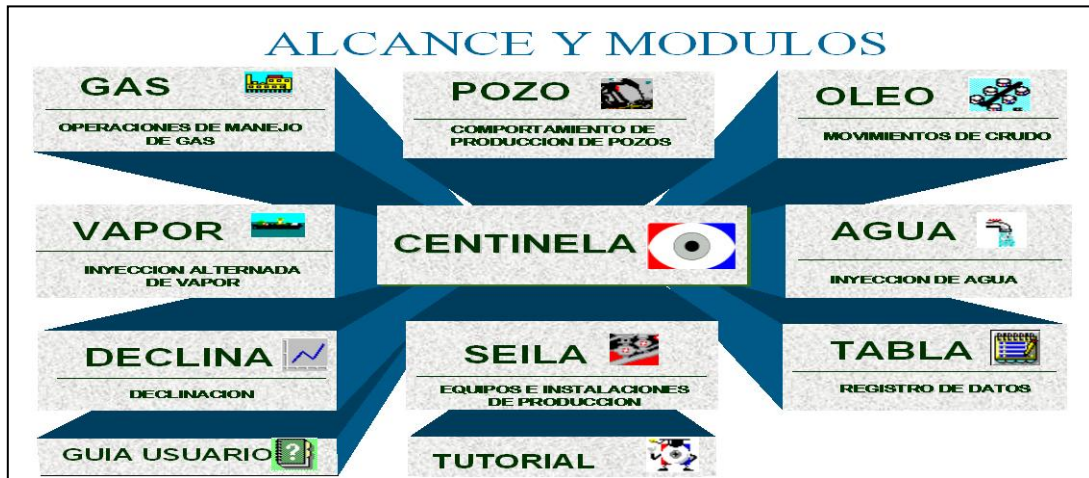 ALCANCE Y MODULOS
GAS
OPERACIONES DE MANEJO
DE GAS
POZO
COMPORTAMIENTO DE
PRODUCCION DE POZOS
OLEO
MOVIMIENTOS DE CRUDO
VAPOR
INYECCION ALTERNADA
DE VAPOR
CENTINELA
AGUA
INYECCION DE AGUA
DECLINA
DECLINACION
SEILA
EQUIPOS E INSTALACIONES
DE PRODUCCION
TABLA
REGISTRO DE DATOS
GUIA USUARIO
?
TUTORIAL